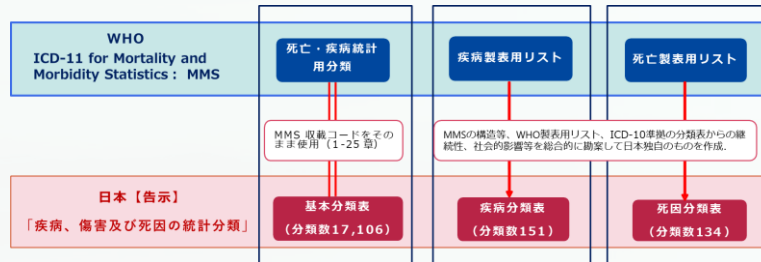 WHO
ICD-11 for Mortality and
Morbidity Statistics : MMS
死亡・疾病統計
用分類
疾病製表用リスト
死亡製表用リスト
MMS 収載コードをその
まま使用(1-25 章)
MMSの構造等、WHO製表用リスト、ICD-10準拠の分類表からの継
続性、社会的影響等を総合的に勘案して日本独自のものを作成.
日本【告示】
「疾病、傷害及び死因の統計分類」
基本分類表
(分類数17,106)
疾病分類表
(分類数151)
死因分類表
(分類数134)